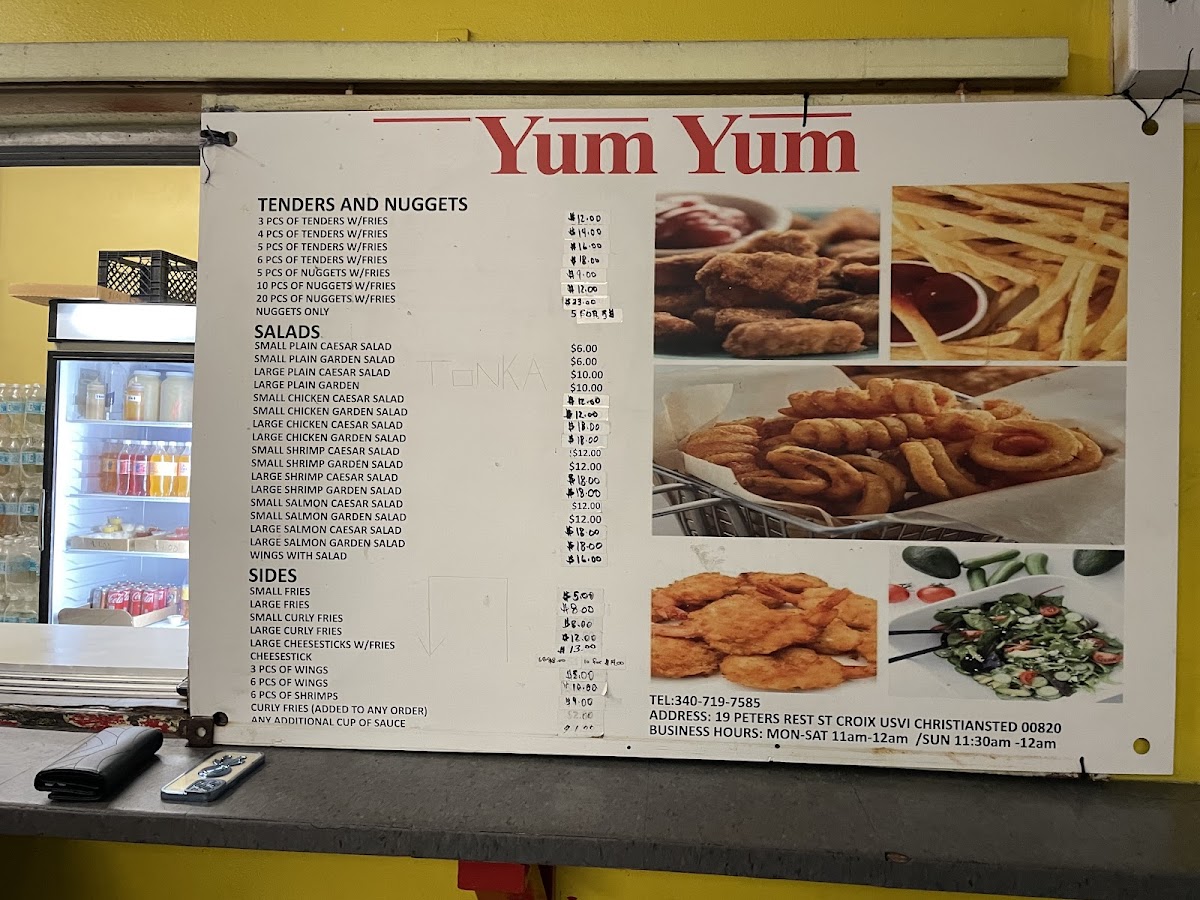 Yum Yum
TENDERS AND NUGGETS
3 PCS OF TENDERS W/FRIES $12.00
4 PCS OF TENDERS W/FRIES $14.00
5 PCS OF TENDERS W/FRIES $16.00
6 PCS OF TENDERS W/FRIES $18.00
5 PCS OF NUGGETS W/FRIES $9.00
10 PCS OF NUGGETS W/FRIES $12.00
20 PCS OF NUGGETS W/FRIES $23.00
NUGGETS ONLY 5 FOR
SALADS
SMALL PLAIN CAESAR SALAD $6.00
SMALL PLAIN GARDEN SALAD $6.00
LARGE PLAIN CAESAR SALAD $10.00
LARGE PLAIN GARDEN $10.00
SMALL CHICKEN CAESAR SALAD $12.00
SMALL CHICKEN GARDEN SALAD $12.00
LARGE CHICKEN CAESAR SALAD $18.00
LARGE CHICKEN GARDEN SALAD $18.00
SMALL SHRIMP CAESAR SALAD $12.00
SMALL SHRIMP GARDEN SALAD $12.00
LARGE SHRIMP CAESAR SALAD $18.00
LARGE SHRIMP GARDEN SALAD $18.00
SMALL SALMON CAESAR SALAD $12.00
SMALL SALMON GARDEN SALAD $12.00
LARGE SALMON CAESAR SALAD $18.00
LARGE SALMON GARDEN SALAD $18.00
WINGS WITH SALAD $16.00
TONKA
SIDES
SMALL FRIES $5.00
LARGE FRIES $8.00
SMALL CURLY FRIES $8.00
LARGE CURLY FRIES $12.00
LARGE CHEESESTICKS W/FRIES $13.00
CHEESESTICK
3 PCS OF WINGS $8.00
6 PCS OF WINGS
6 PCS OF SHRIMPS $9.00
CURLY FRIES (ADDED TO ANY ORDER) $2.00
ANY ADDITIONAL CUP OF SAUCE
TEL:340-719-7585
ADDRESS: 19 PETERS REST ST CROIX USVI CHRISTIANSTED 00820
BUSINESS HOURS: MON-SAT 11am-12am /SUN 11:30am -12am